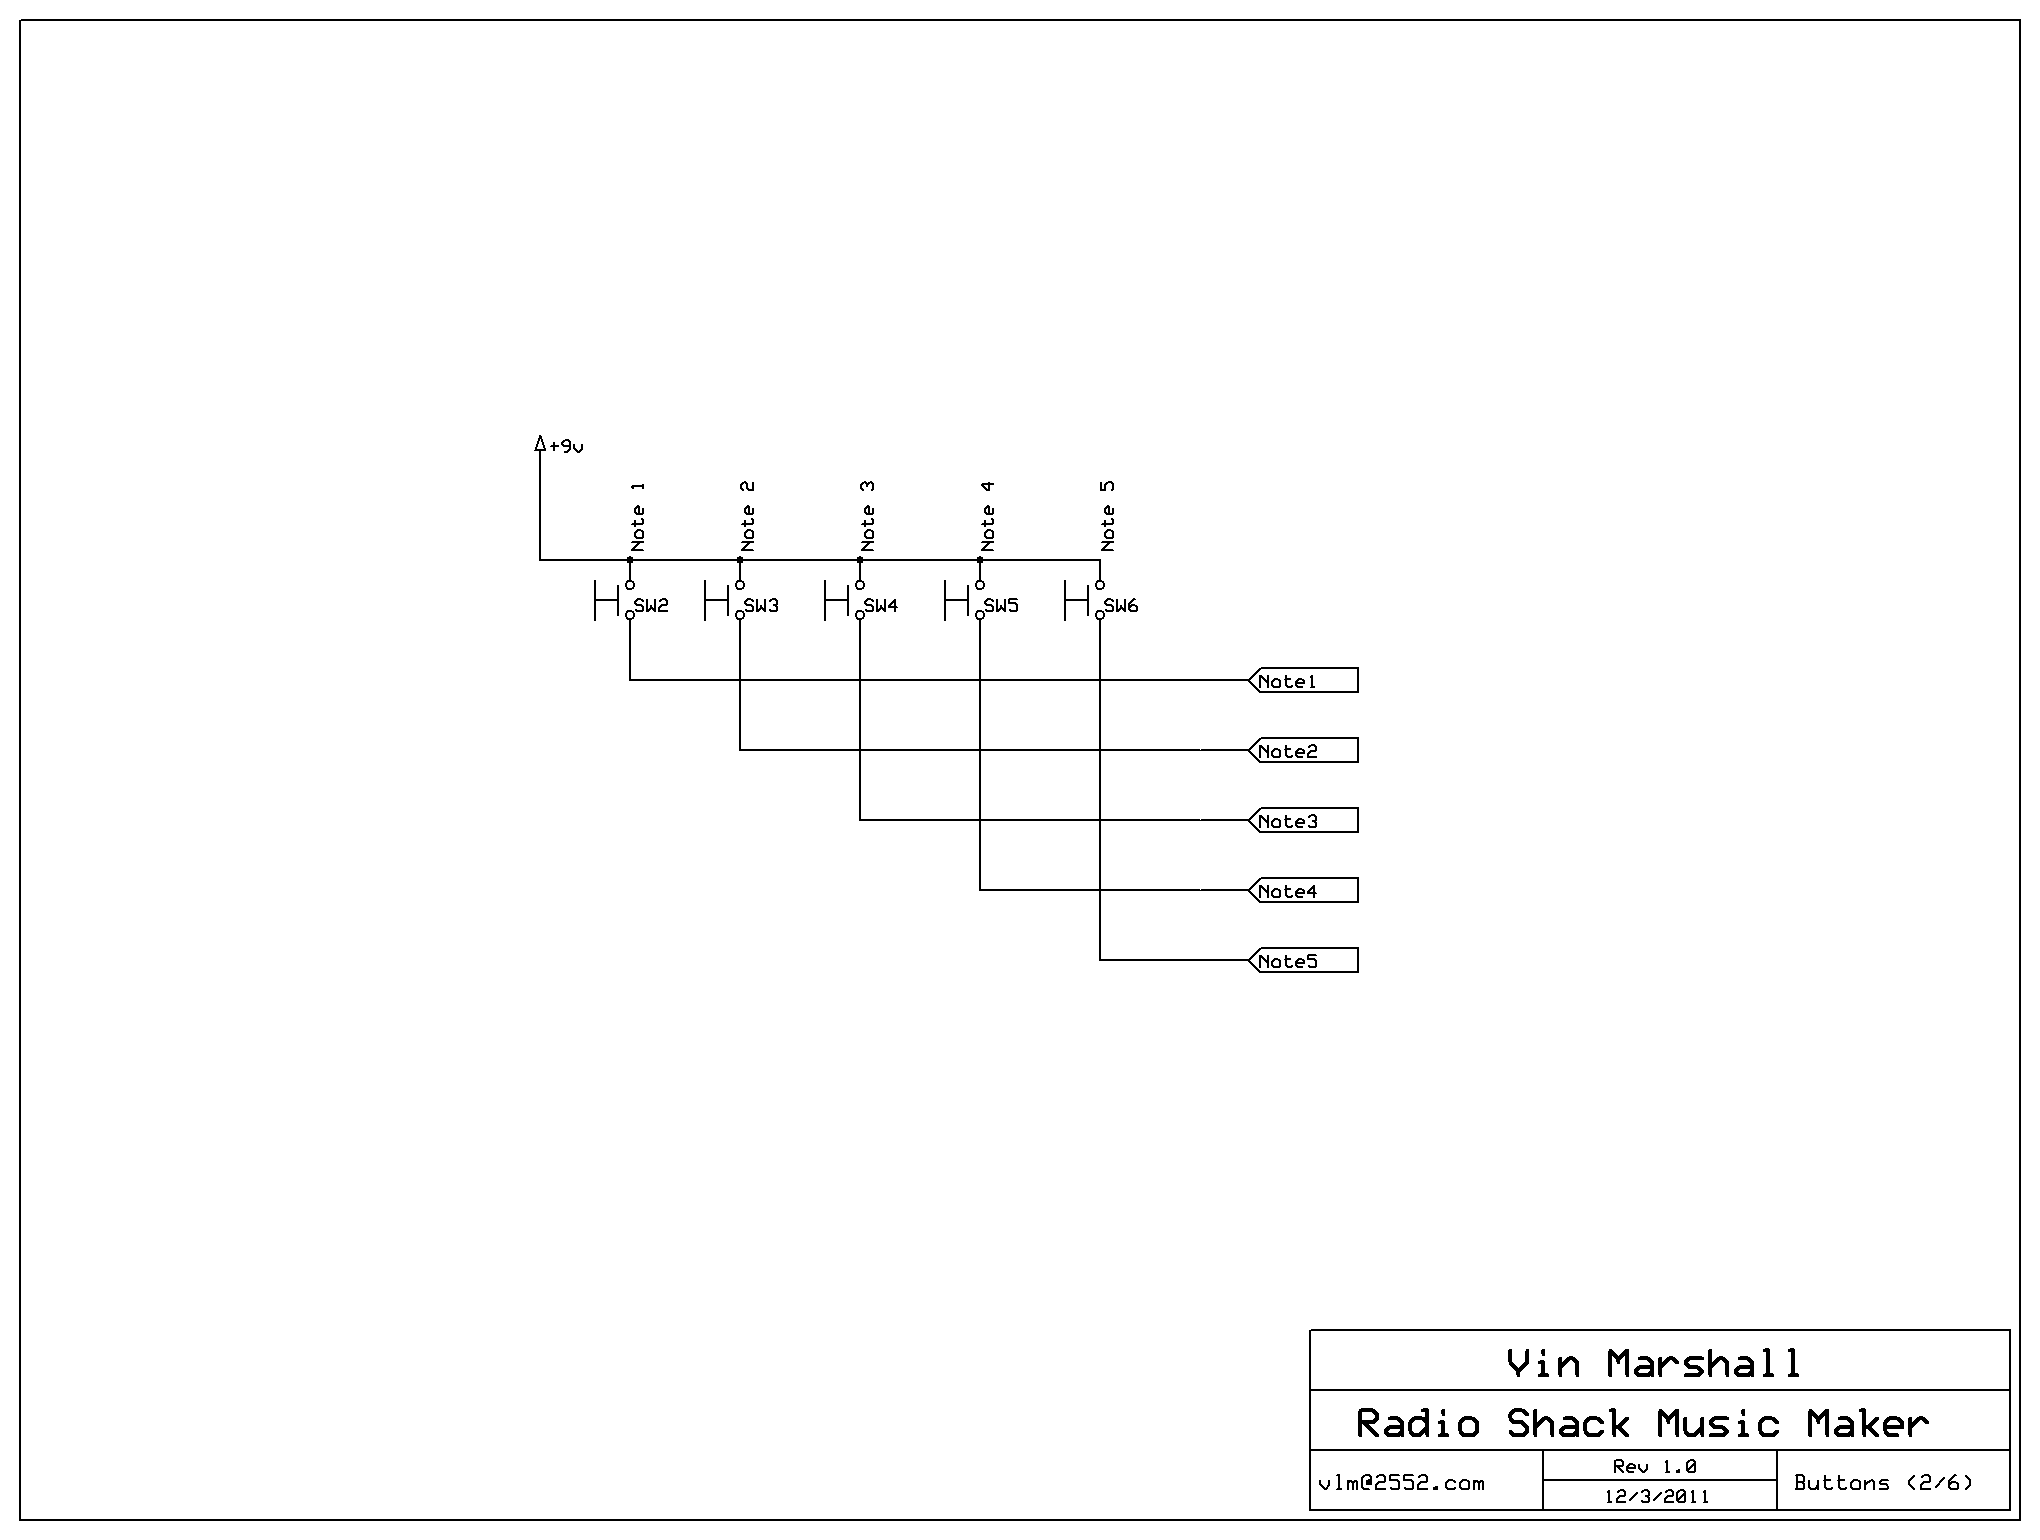 +9v
Note 1
Note 2
Note 3
Note 4
Note 5
SW2
SW3
SW4
SW5
SW6
Note1
Note2
Note3
Note4
Note5
Vin Marshall
Radio Shack Music Maker
vlm@2552.com
Rev 1.0
12/3/2011
Buttons (2/6)